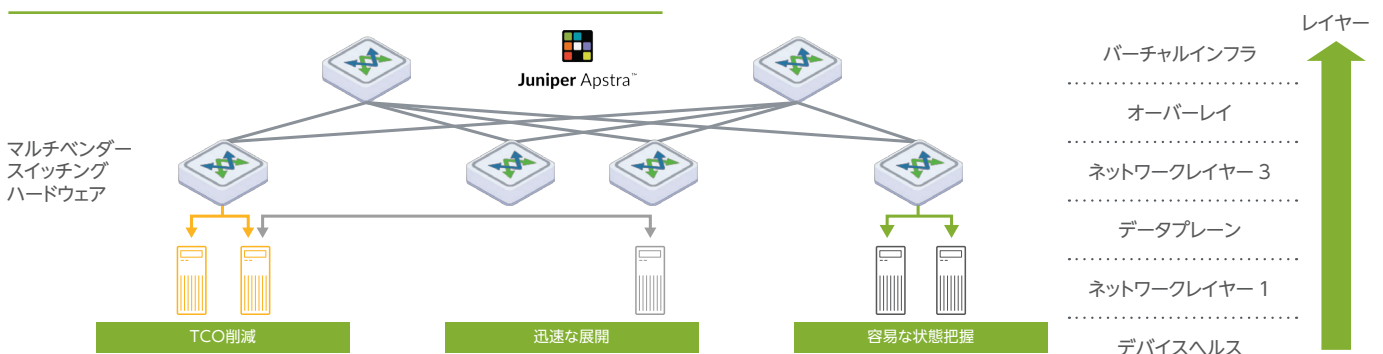 Juniper Apstra™
マルチベンダー
スイッチング
ハードウェア
TCO削減
迅速な展開
容易な状態把握
レイヤー
バーチャルインフラ
オーバーレイ
ネットワークレイヤー 3
データプレーン
ネットワークレイヤー 1
デバイスヘルス